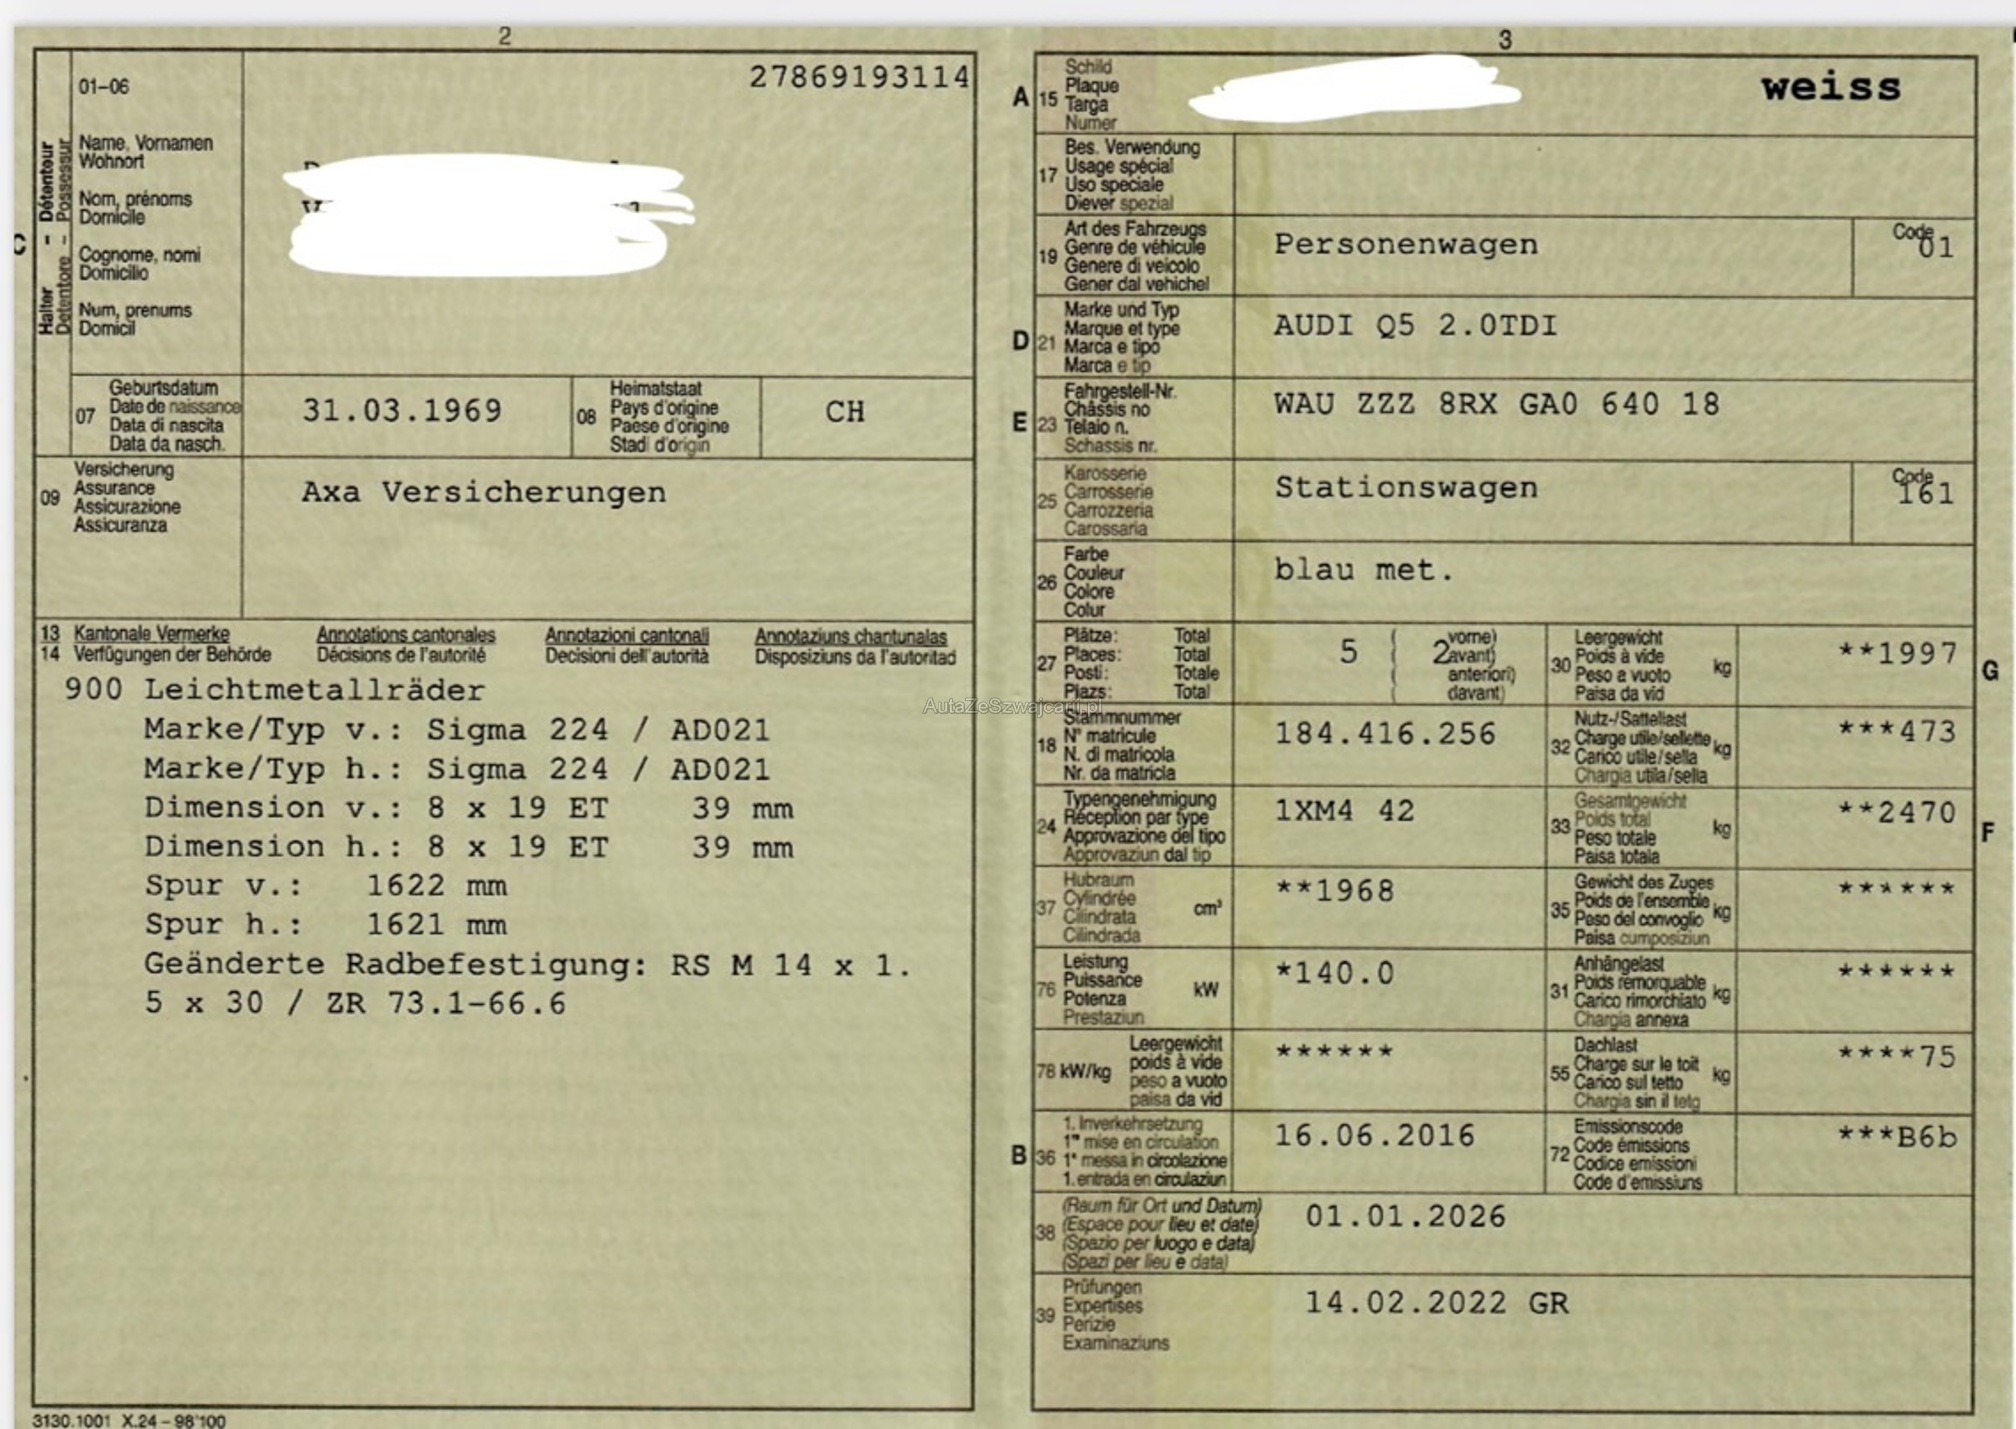 2
01–06
27869193114
Halter - Détenteur
Detentore - Possessur
Name, Vornamen
Wohnort
Nom, prénoms
Domicile
Cognome, nomi
Domicilio
Num, prenums
Domicil
C
07
Geburtsdatum
Date de naissance
Data di nascita
Data da nasch.
31.03.1969
08
Heimatstaat
Pays d'origine
Paese d'origine
Stadi d'origin
CH
09
Versicherung
Assurance
Assicurazione
Assicuranza
Axa Versicherungen
13 Kantonale Vermerke Annotations cantonales Annotazioni cantonali Annotaziuns chantunalas
14 Verfügungen der Behörde Décisions de l'autorité Decisioni dell'autorità Disposiziuns da l'autoritad
900 Leichtmetallräder
Marke/Typ v.: Sigma 224 / AD021
Marke/Typ h.: Sigma 224 / AD021
Dimension v.: 8 x 19 ET 39 mm
Dimension h.: 8 x 19 ET 39 mm
Spur v.: 1622 mm
Spur h.: 1621 mm
Geänderte Radbefestigung: RS M 14 x 1.
5 x 30 / ZR 73.1-66.6
3130.1001 X.24 – 98'100
AutaZeSzwajcarii.pl
3
A
15
Schild
Plaque
Targa
Numer
weiss
17
Bes. Verwendung
Usage spécial
Uso speciale
Diever spezial
19
Art des Fahrzeugs
Genre de véhicule
Genere di veicolo
Gener dal vehichel
Personenwagen
Code
01
D
21
Marke und Typ
Marque et type
Marca e tipo
Marca e tip
AUDI Q5 2.0TDI
E
23
Fahrgestell-Nr.
Châssis no
Telaio n.
Schassis nr.
WAU ZZZ 8RX GA0 640 18
25
Karosserie
Carrosserie
Carrozzeria
Carossaria
Stationswagen
Code
161
26
Farbe
Couleur
Colore
Colur
blau met.
27
Plätze: Total
Places: Total
Posti: Totale
Plazs: Total
5
2
( vorne)
( avant)
( anteriori)
( davant)
30
Leergewicht
Poids à vide
Peso a vuoto
Paisa da vid
kg
**1997
G
18
Stammnummer
N° matricule
N. di matricola
Nr. da matricla
184.416.256
32
Nutz-/Sattellast
Charge utile/sellette
Carico utile/sella
Chargia utila/sella
kg
***473
24
Typengenehmigung
Réception par type
Approvazione del tipo
Approvaziun dal tip
1XM4 42
33
Gesamtgewicht
Poids total
Peso totale
Paisa totala
kg
**2470
F
37
Hubraum
Cylindrée
Cilindrata
Cilindrada
cm³
**1968
35
Gewicht des Zuges
Poids de l'ensemble
Peso del convoglio
Paisa cumposiziun
kg
******
76
Leistung
Puissance
Potenza
Prestaziun
kW
*140.0
31
Anhängelast
Poids remorquable
Carico rimorchiato
Chargia annexa
kg
******
78 kW/kg
Leergewicht
poids à vide
peso a vuoto
paisa da vid
******
55
Dachlast
Charge sur le toit
Carico sul tetto
Chargia sin il tetg
kg
****75
B
36
1. Inverkehrsetzung
1re mise en circulation
1a messa in circolazione
1. entrada en circulaziun
16.06.2016
72
Emissionscode
Code émissions
Codice emissioni
Code d'emissiuns
***B6b
38
(Raum für Ort und Datum)
(Espace pour lieu et date)
(Spazio per luogo e data)
(Spazi per lieu e data)
01.01.2026
39
Prüfungen
Expertises
Perizie
Examinaziuns
14.02.2022 GR